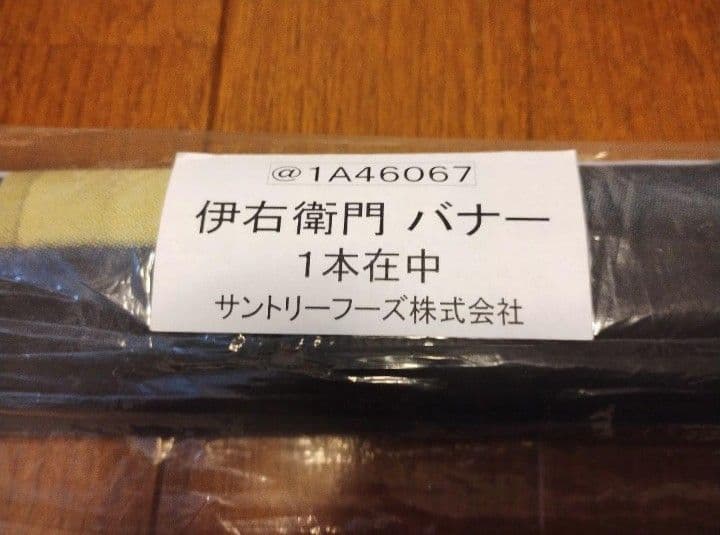 @1A46067
伊右衛門 バナー
1本在中
サントリーフーズ株式会社